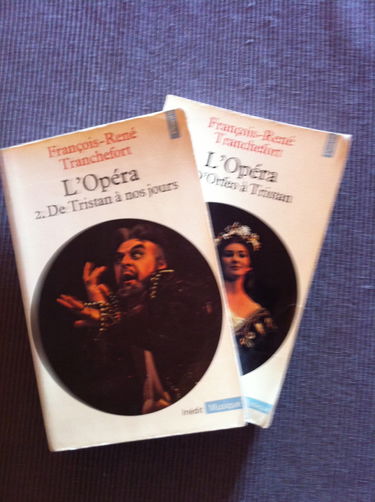 François-René
Tranchefort
L'Opéra
2. De Tristan à nos jours
Inédit Musique
François-René
Tranchefort
L'Opéra
D'Orfeo à Tristan